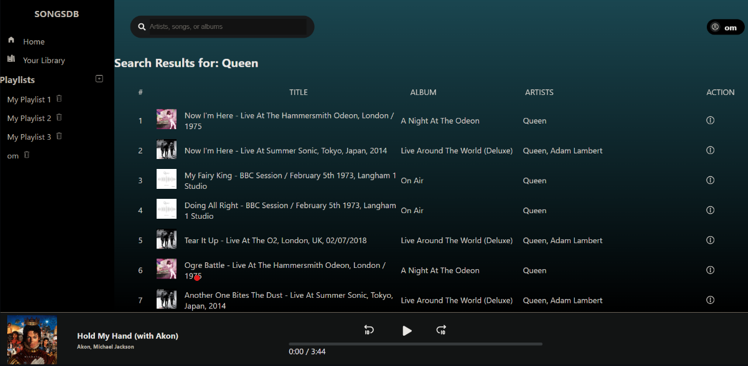 SONGSDB
Home
Your Library
Playlists
My Playlist 1
My Playlist 2
My Playlist 3
om
Artists, songs, or albums
om
Search Results for: Queen
# TITLE ALBUM ARTISTS ACTION
1 Now I'm Here - Live At The Hammersmith Odeon, London /
1975 A Night At The Odeon Queen
2 Now I'm Here - Live At Summer Sonic, Tokyo, Japan, 2014 Live Around The World (Deluxe) Queen, Adam Lambert
3 My Fairy King - BBC Session / February 5th 1973, Langham 1
Studio On Air Queen
4 Doing All Right - BBC Session / February 5th 1973, Langham
1 Studio On Air Queen
5 Tear It Up - Live At The O2, London, UK, 02/07/2018 Live Around The World (Deluxe) Queen, Adam Lambert
6 Ogre Battle - Live At The Hammersmith Odeon, London /
1975 A Night At The Odeon Queen
7 Another One Bites The Dust - Live At Summer Sonic, Tokyo,
Japan, 2014 Live Around The World (Deluxe) Queen, Adam Lambert
Hold My Hand (with Akon)
Akon, Michael Jackson
10
10
0:00 / 3:44